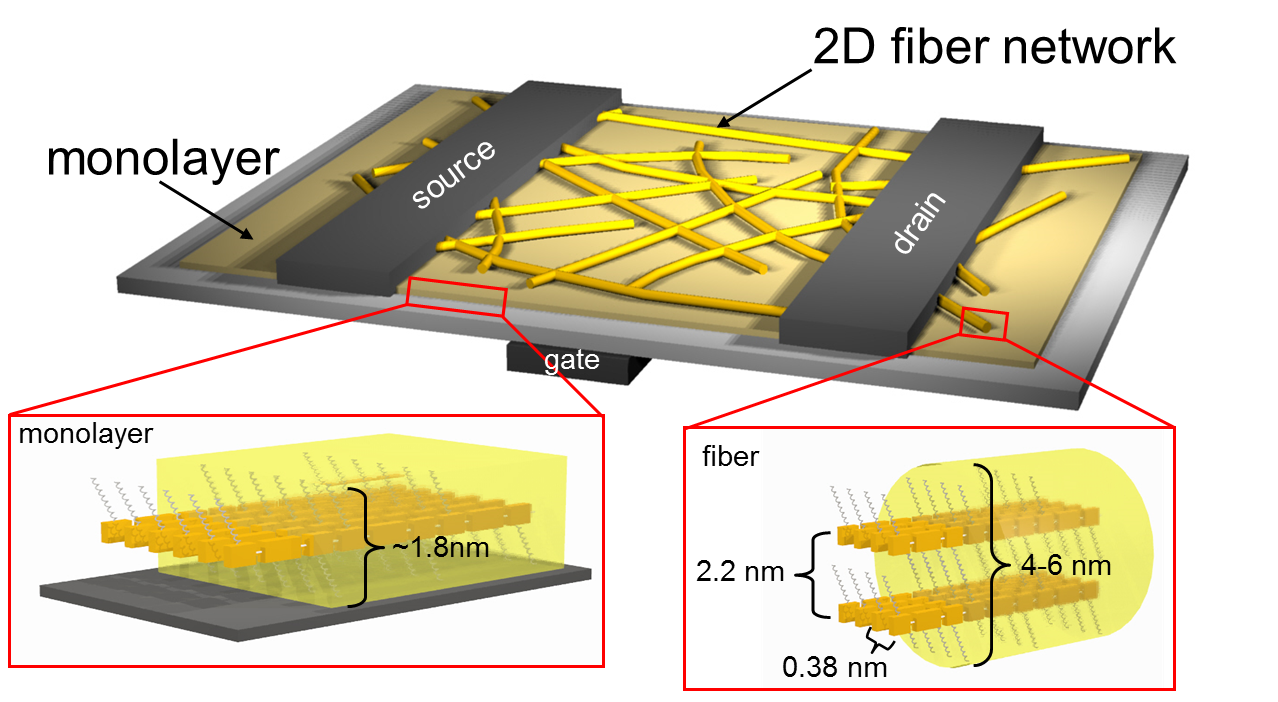 2D fiber network
monolayer
source
drain
gate
monolayer
~1.8nm
fiber
2.2 nm
4-6 nm
0.38 nm